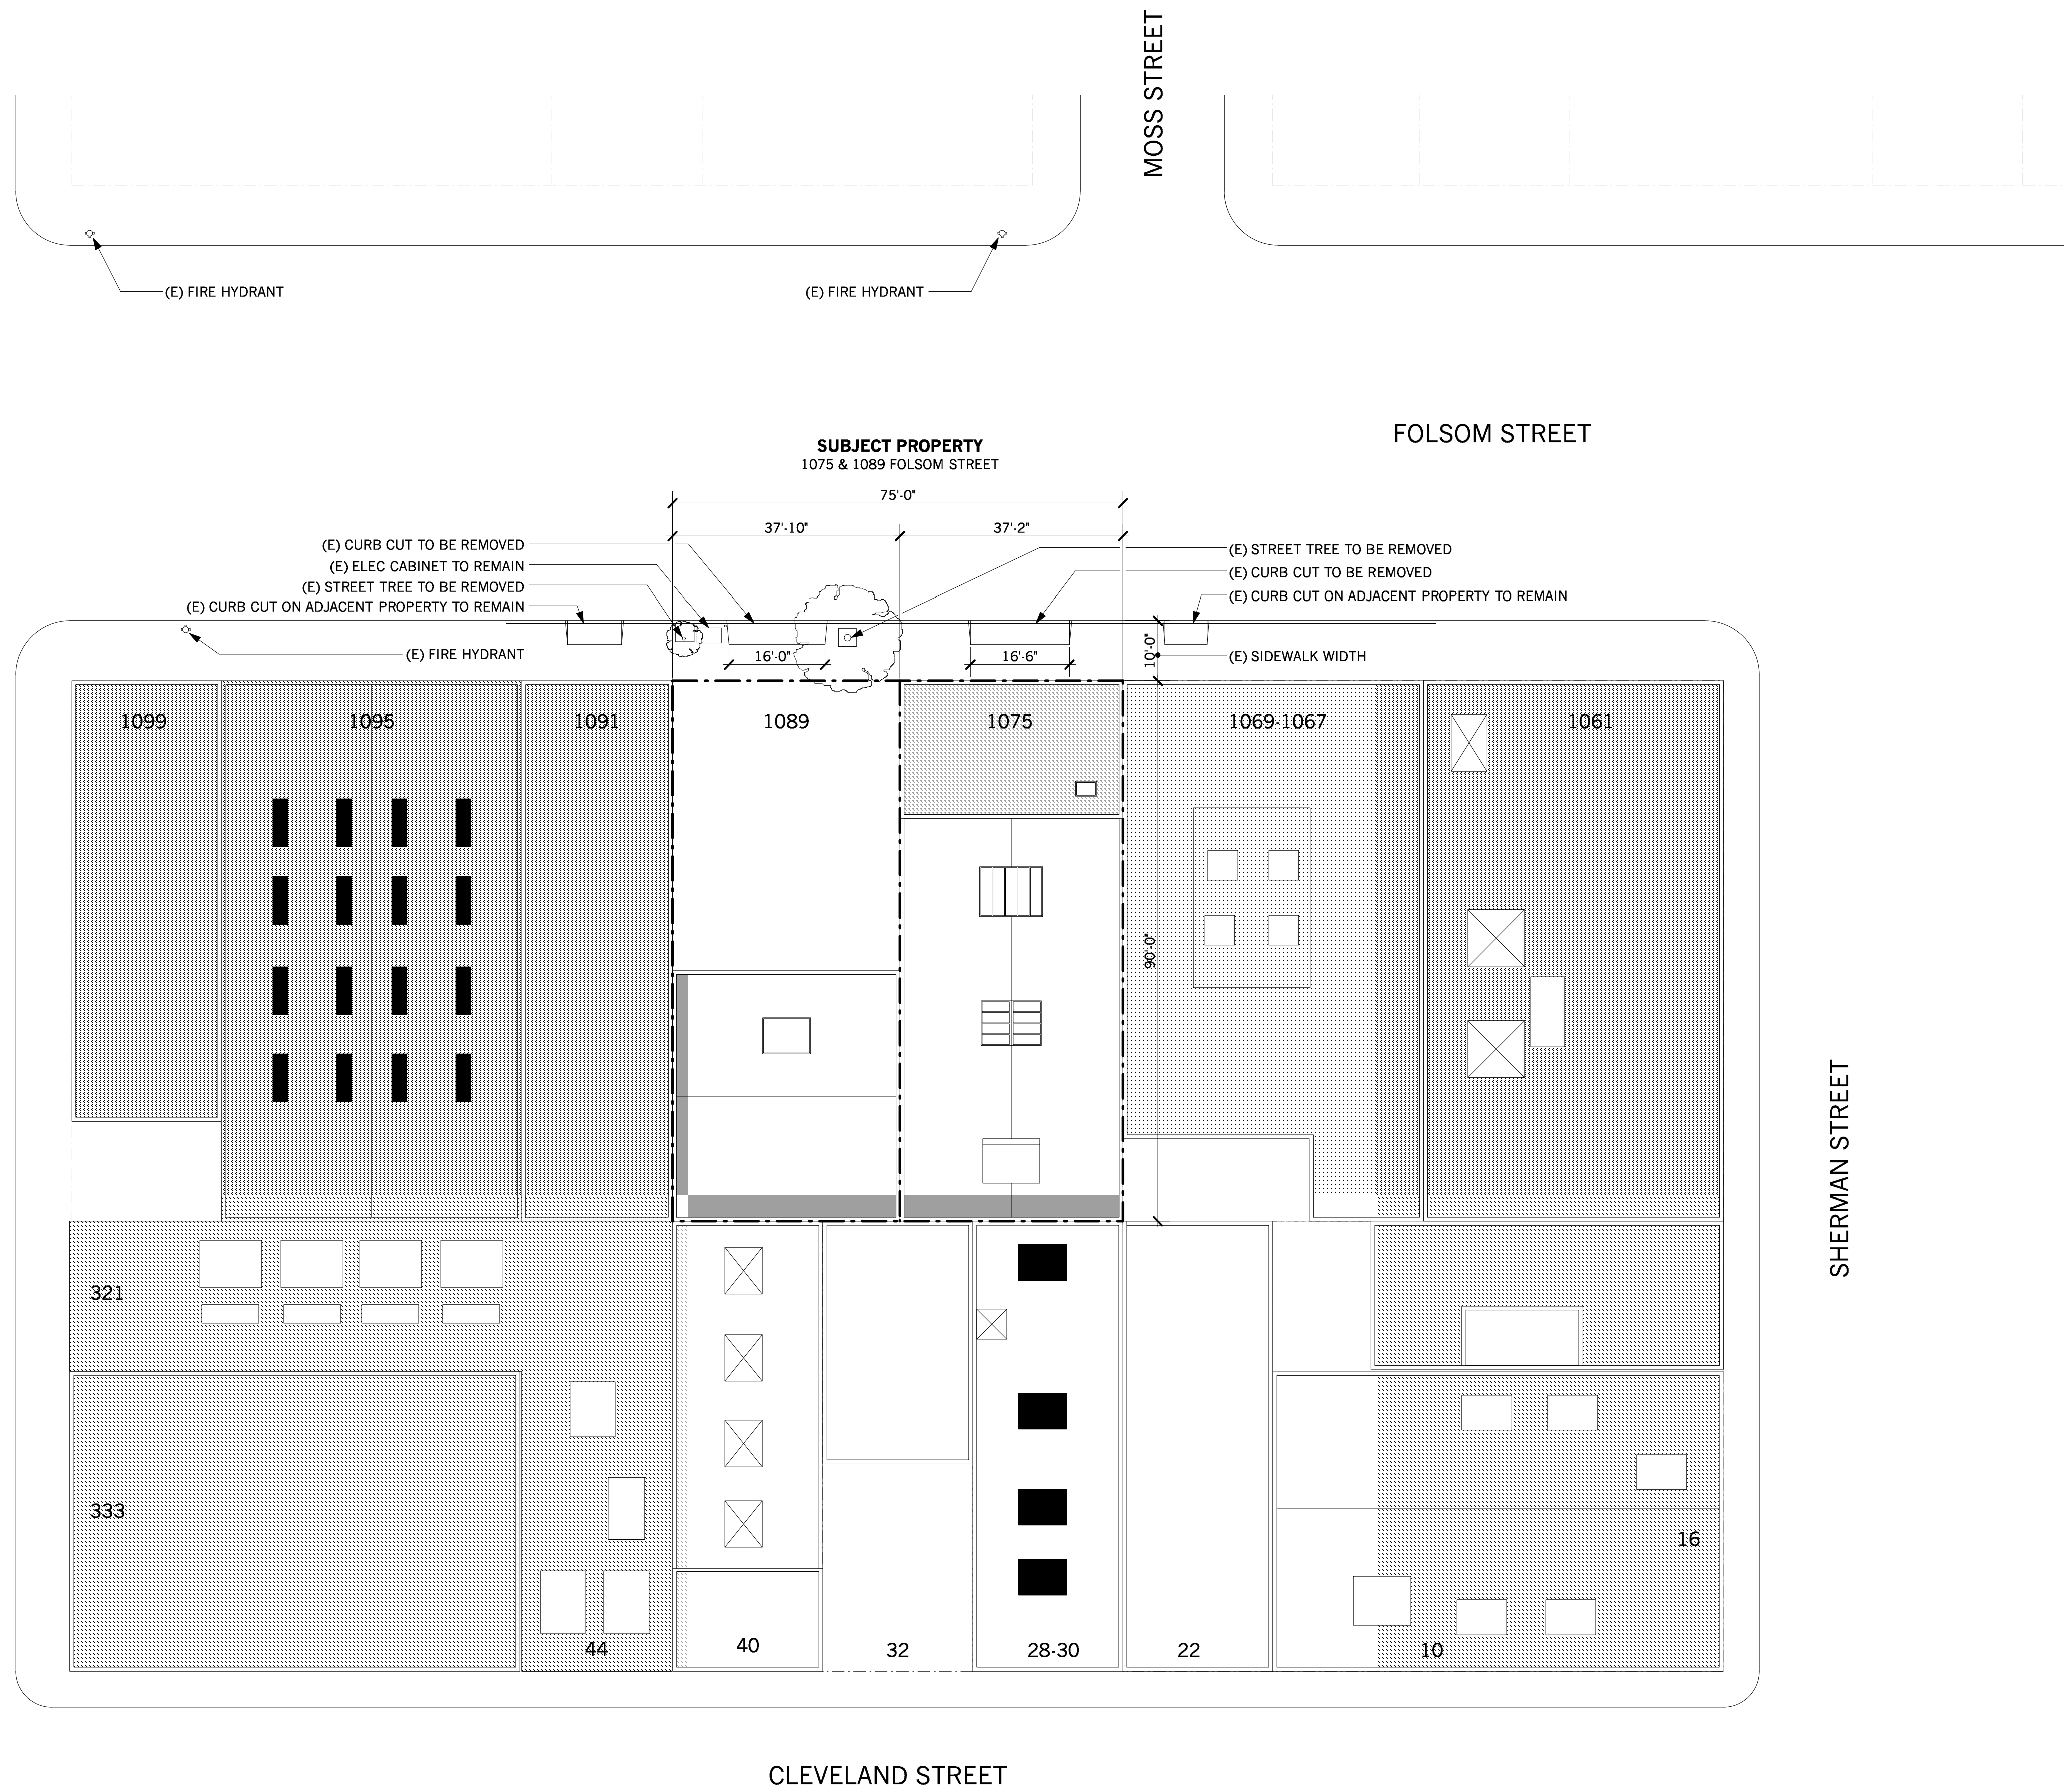 MOSS STREET
(E) FIRE HYDRANT
(E) FIRE HYDRANT
FOLSOM STREET
SUBJECT PROPERTY
1075 & 1089 FOLSOM STREET
75'-0"
37'-10"
37'-2"
(E) CURB CUT TO BE REMOVED
(E) ELEC CABINET TO REMAIN
(E) STREET TREE TO BE REMOVED
(E) CURB CUT ON ADJACENT PROPERTY TO REMAIN
(E) STREET TREE TO BE REMOVED
(E) CURB CUT TO BE REMOVED
(E) CURB CUT ON ADJACENT PROPERTY TO REMAIN
(E) FIRE HYDRANT
16'-0"
16'-6"
10'-0"
(E) SIDEWALK WIDTH
1099
1095
1091
1089
1075
1069-1067
1061
90'-0"
SHERMAN STREET
321
333
16
44
40
32
28-30
22
10
CLEVELAND STREET